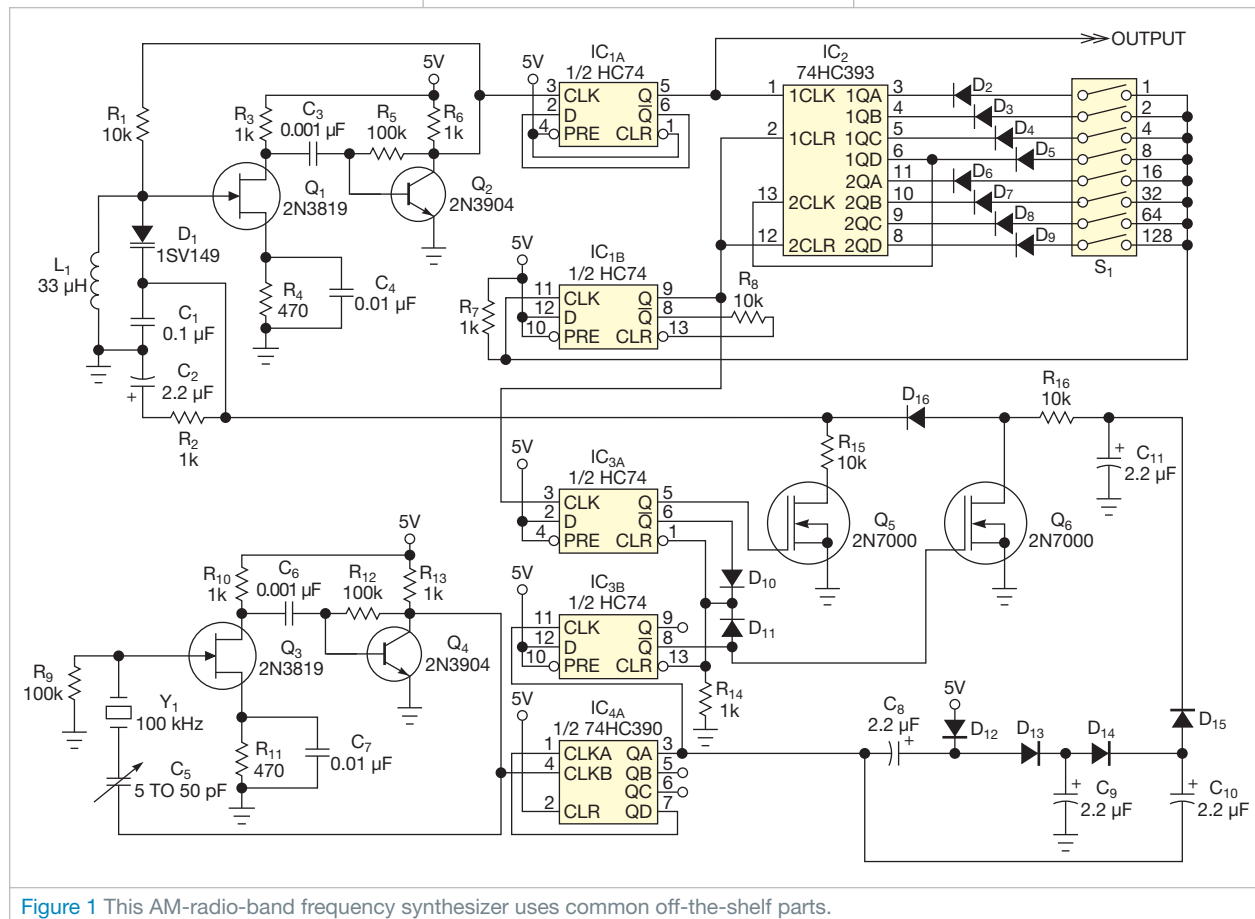 OUTPUT
IC1A
1/2 HC74
5V
3 CLK Q 5
2 D Q 6
4 PRE CLR 1
IC2
74HC393
1 1CLK 1QA 3
1QB 4
2 1CLR 1QC 5
1QD 6
2QA 11
13 2CLK 2QB 10
2QC 9
12 2CLR 2QD 8
D2
D3
D4
D5
D6
D7
D8
D9
1
2
4
8
16
32
64
128
S1
R1
10k
R3
1k
C3
0.001 µF
R5
100k
5V
R6
1k
Q1
2N3819
Q2
2N3904
D1
1SV149
L1
33 µH
C1
0.1 µF
R4
470
C4
0.01 µF
C2
2.2 µF
+
R2
1k
5V
IC1B
1/2 HC74
R7
1k
11 CLK Q 9
12 D Q 8
10 PRE CLR 13
R8
10k
D16
R16
10k
R15
10k
+
C11
2.2 µF
Q5
2N7000
Q6
2N7000
5V
IC3A
1/2 HC74
3 CLK Q 5
2 D Q 6
4 PRE CLR 1
D10
5V
IC3B
1/2 HC74
11 CLK Q 9
12 D Q 8
10 PRE CLR 13
D11
R14
1k
5V
R10
1k
C6
0.001 µF
R12
100k
R13
1k
Q3
2N3819
Q4
2N3904
R9
100k
Y1
100 kHz
R11
470
C7
0.01 µF
C5
5 TO 50 pF
5V
IC4A
1/2 74HC390
1 CLKA QA 3
4 CLKB QB 5
QC 6
2 CLR QD 7
C8
2.2 µF
+
5V
D12
D13
D14
D15
+
C9
2.2 µF
+
C10
2.2 µF
Figure 1 This AM-radio-band frequency synthesizer uses common off-the-shelf parts.